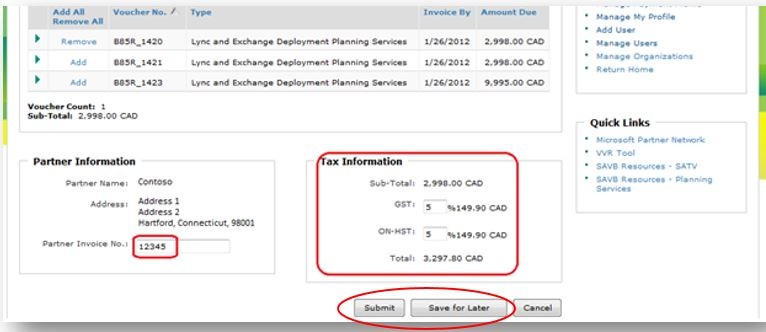 Add All
Remove All
Voucher No.
Type
Invoice By
Amount Due
Remove B85R_1420 Lync and Exchange Deployment Planning Services 1/26/2012 2,998.00 CAD
Add B85R_1421 Lync and Exchange Deployment Planning Services 1/26/2012 2,998.00 CAD
Add B85R_1423 Lync and Exchange Deployment Planning Services 1/26/2012 9,995.00 CAD
Voucher Count: 1
Sub-Total: 2,998.00 CAD
Manage My Profile
Add User
Manage Users
Manage Organizations
Return Home
Quick Links
Microsoft Partner Network
VVR Tool
SAVB Resources - SATV
SAVB Resources - Planning
Services
Partner Information
Partner Name: Contoso
Address: Address 1
Address 2
Hartford, Connecticut, 98001
Partner Invoice No.: 12345
Tax Information
Sub-Total: 2,998.00 CAD
GST: 5 %149.90 CAD
ON-HST: 5 %149.90 CAD
Total: 3,297.80 CAD
Submit
Save for Later
Cancel